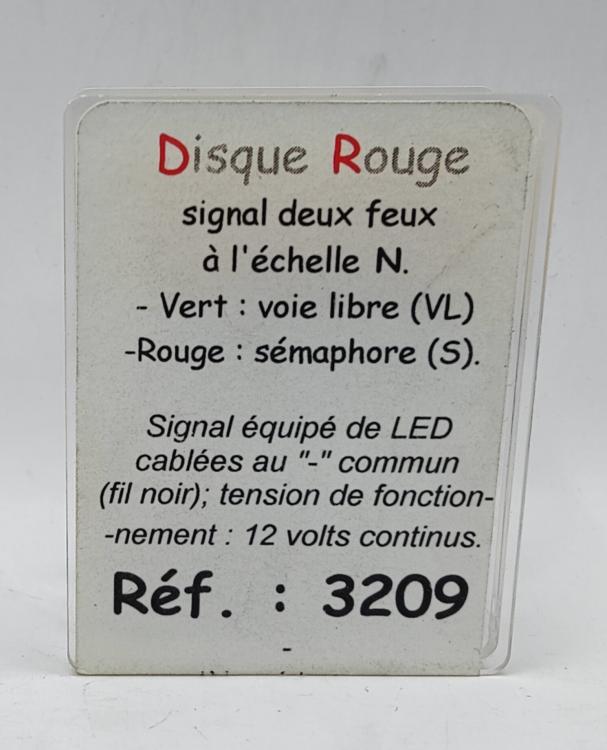 Disque Rouge
signal deux feux
à l'échelle N.
- Vert : voie libre (VL)
-Rouge : sémaphore (S).
Signal équipé de LED
cablées au "-" commun
(fil noir); tension de fonction-
-nement : 12 volts continus.
Réf. : 3209
-